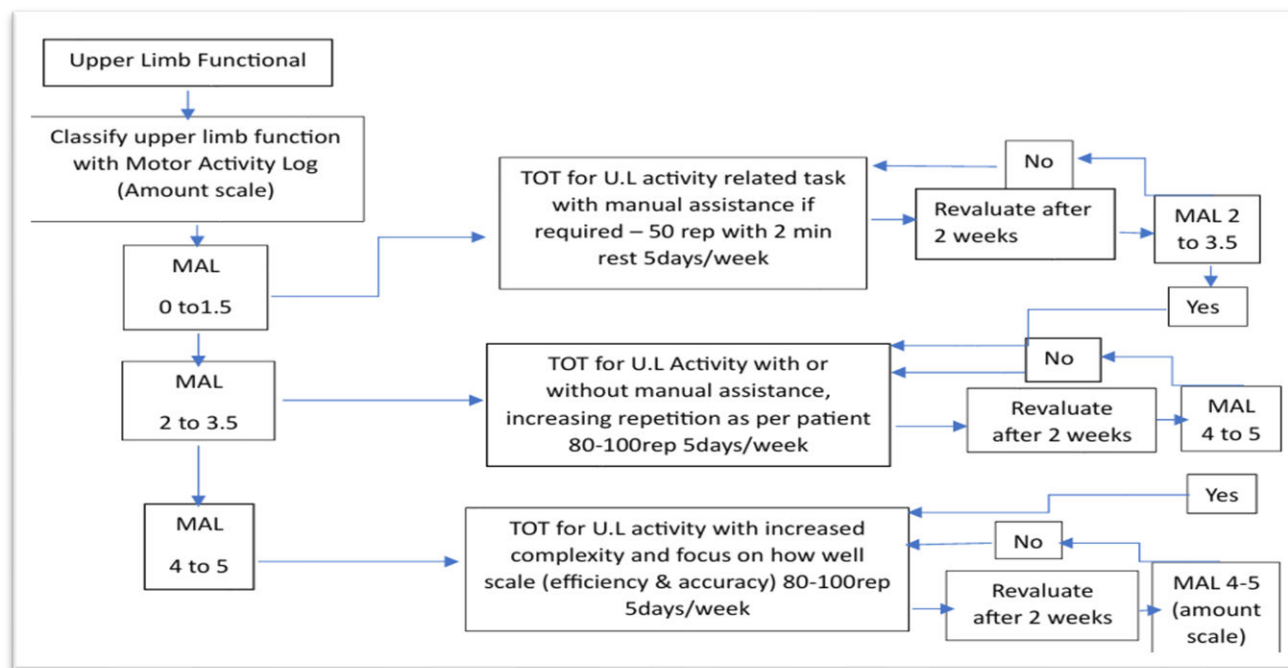 Upper Limb Functional
Classify upper limb function
with Motor Activity Log
(Amount scale)
MAL
0 to1.5
TOT for U.L activity related task
with manual assistance if
required – 50 rep with 2 min
rest 5days/week
No
Revaluate after
2 weeks
MAL 2
to 3.5
Yes
MAL
2 to 3.5
TOT for U.L Activity with or
without manual assistance,
increasing repetition as per patient
80-100rep 5days/week
No
Revaluate
after 2 weeks
MAL
4 to 5
Yes
MAL
4 to 5
TOT for U.L activity with increased
complexity and focus on how well
scale (efficiency & accuracy) 80-100rep
5days/week
No
Revaluate
after 2 weeks
MAL 4-5
(amount
scale)